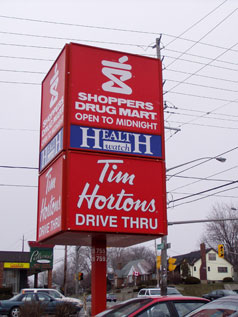 SHOPPERS
DRUG MART
OPEN TO MIDNIGHT
HEALTH
watch
Tim
Hortons
DRIVE THRU